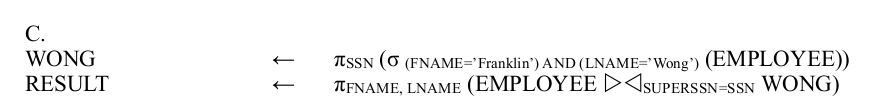 C.
WONG ← πSSN (σ (FNAME='Franklin') AND (LNAME='Wong') (EMPLOYEE))
RESULT ← πFNAME, LNAME (EMPLOYEE ▷◁SUPERSSN=SSN WONG)